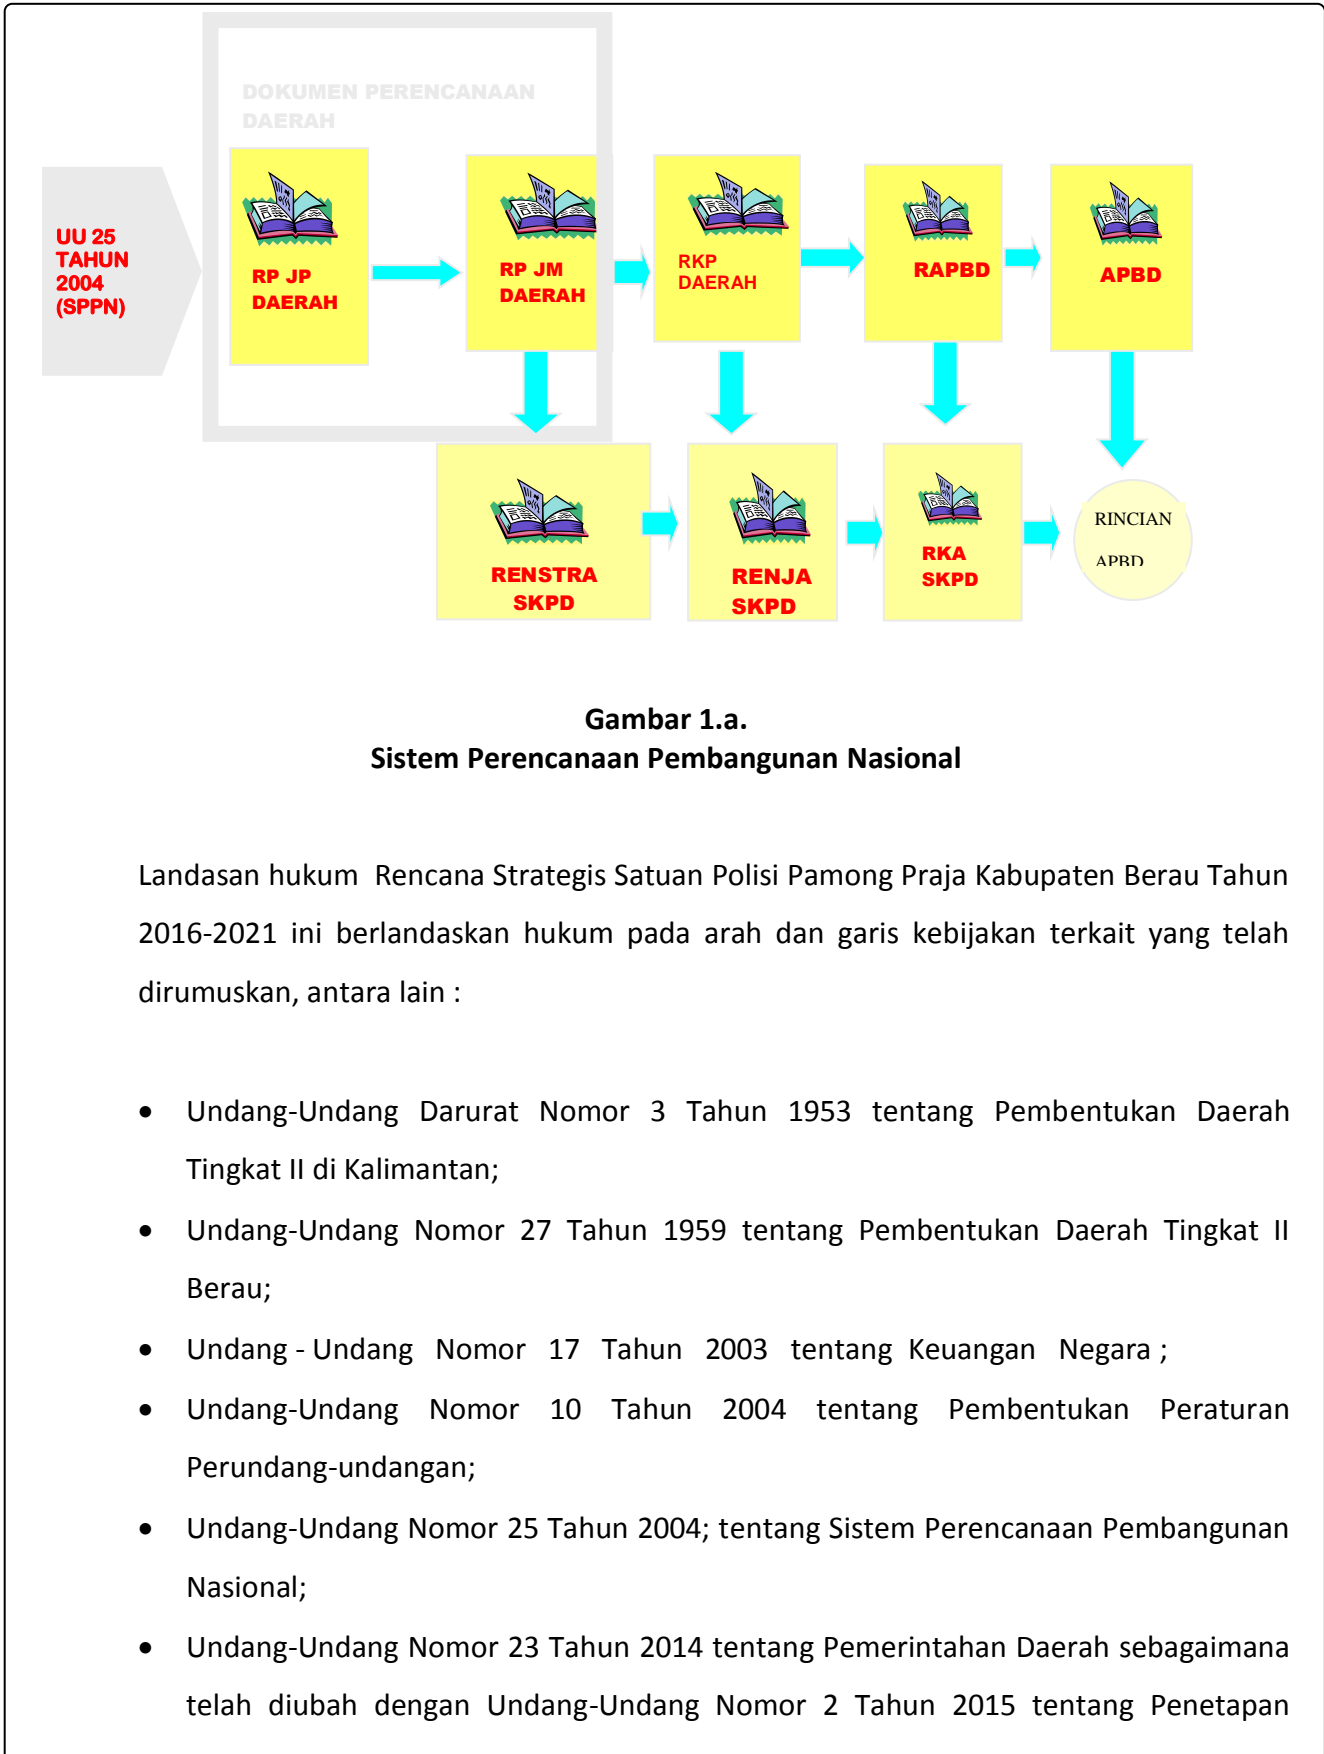 DOKUMEN PERENCANAAN
DAERAH
UU 25
TAHUN
2004
(SPPN)
RP JP
DAERAH
RP JM
DAERAH
RKP
DAERAH
RAPBD
APBD
RENSTRA
SKPD
RENJA
SKPD
RKA
SKPD
RINCIAN
APBD
Gambar 1.a.
Sistem Perencanaan Pembangunan Nasional
Landasan hukum Rencana Strategis Satuan Polisi Pamong Praja Kabupaten Berau Tahun
2016-2021 ini berlandaskan hukum pada arah dan garis kebijakan terkait yang telah
dirumuskan, antara lain :
• Undang-Undang Darurat Nomor 3 Tahun 1953 tentang Pembentukan Daerah
Tingkat II di Kalimantan;
• Undang-Undang Nomor 27 Tahun 1959 tentang Pembentukan Daerah Tingkat II
Berau;
• Undang - Undang Nomor 17 Tahun 2003 tentang Keuangan Negara ;
• Undang-Undang Nomor 10 Tahun 2004 tentang Pembentukan Peraturan
Perundang-undangan;
• Undang-Undang Nomor 25 Tahun 2004; tentang Sistem Perencanaan Pembangunan
Nasional;
• Undang-Undang Nomor 23 Tahun 2014 tentang Pemerintahan Daerah sebagaimana
telah diubah dengan Undang-Undang Nomor 2 Tahun 2015 tentang Penetapan